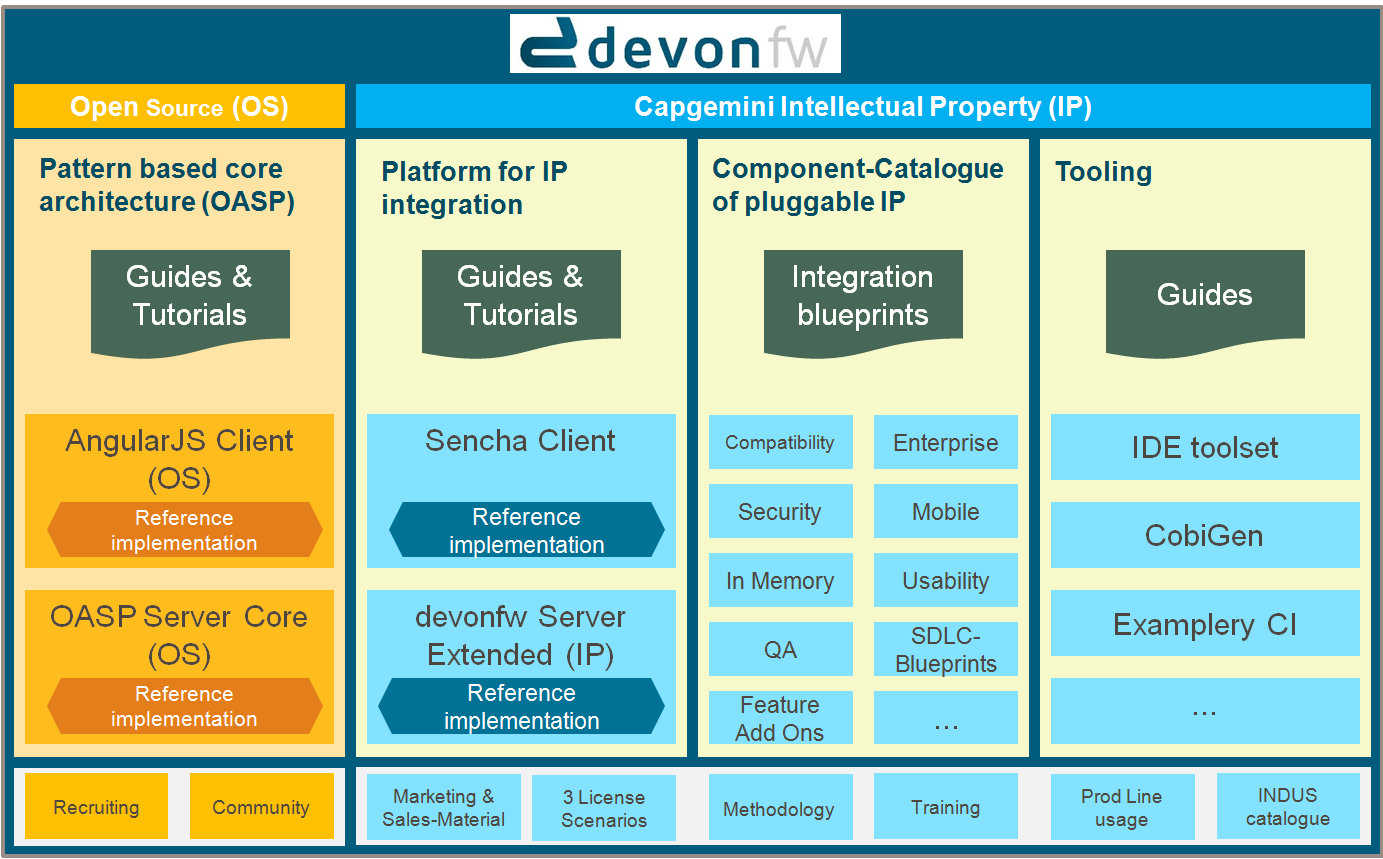 devonfw
Open Source (OS)
Capgemini Intellectual Property (IP)
Pattern based core
architecture (OASP)
Guides &
Tutorials
AngularJS Client
(OS)
Reference
implementation
OASP Server Core
(OS)
Reference
implementation
Platform for IP
integration
Guides &
Tutorials
Sencha Client
Reference
implementation
devonfw Server
Extended (IP)
Reference
implementation
Component-Catalogue
of pluggable IP
Integration
blueprints
Compatibility
Enterprise
Security
Mobile
In Memory
Usability
QA
SDLC-
Blueprints
Feature
Add Ons
...
Tooling
Guides
IDE toolset
CobiGen
Examplery CI
...
Recruiting
Community
Marketing &
Sales-Material
3 License
Scenarios
Methodology
Training
Prod Line
usage
INDUS
catalogue